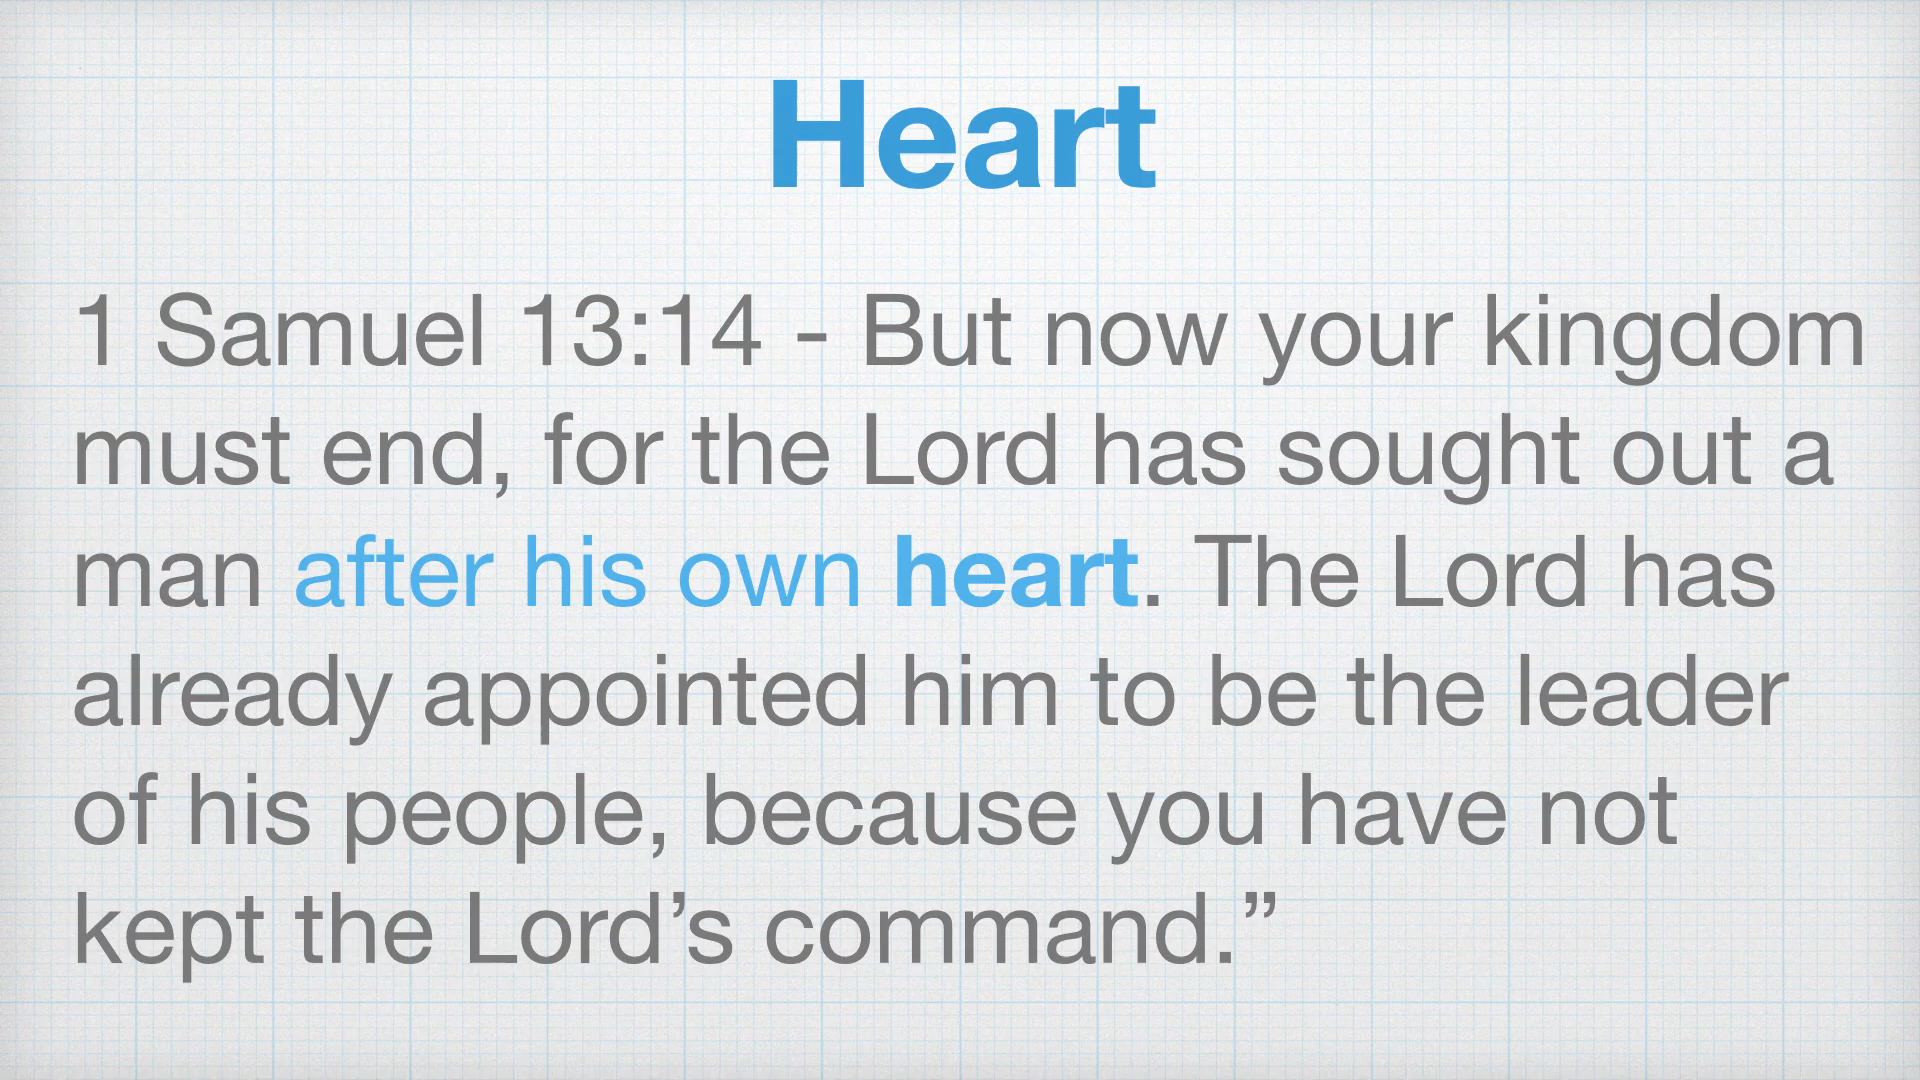 Heart
1 Samuel 13:14 - But now your kingdom
must end, for the Lord has sought out a
man after his own heart. The Lord has
already appointed him to be the leader
of his people, because you have not
kept the Lord’s command.”